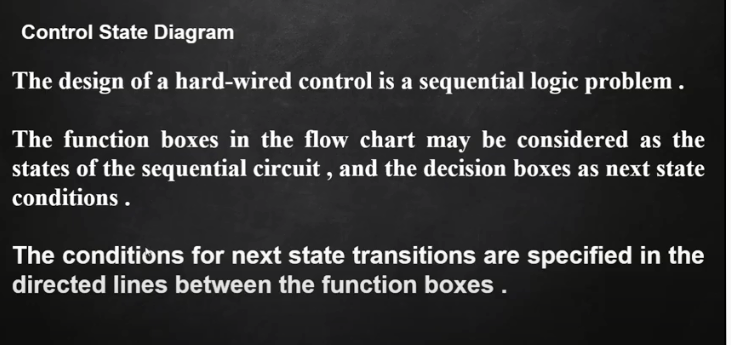 Control State Diagram
The design of a hard-wired control is a sequential logic problem .
The function boxes in the flow chart may be considered as the
states of the sequential circuit , and the decision boxes as next state
conditions .
The conditions for next state transitions are specified in the
directed lines between the function boxes .